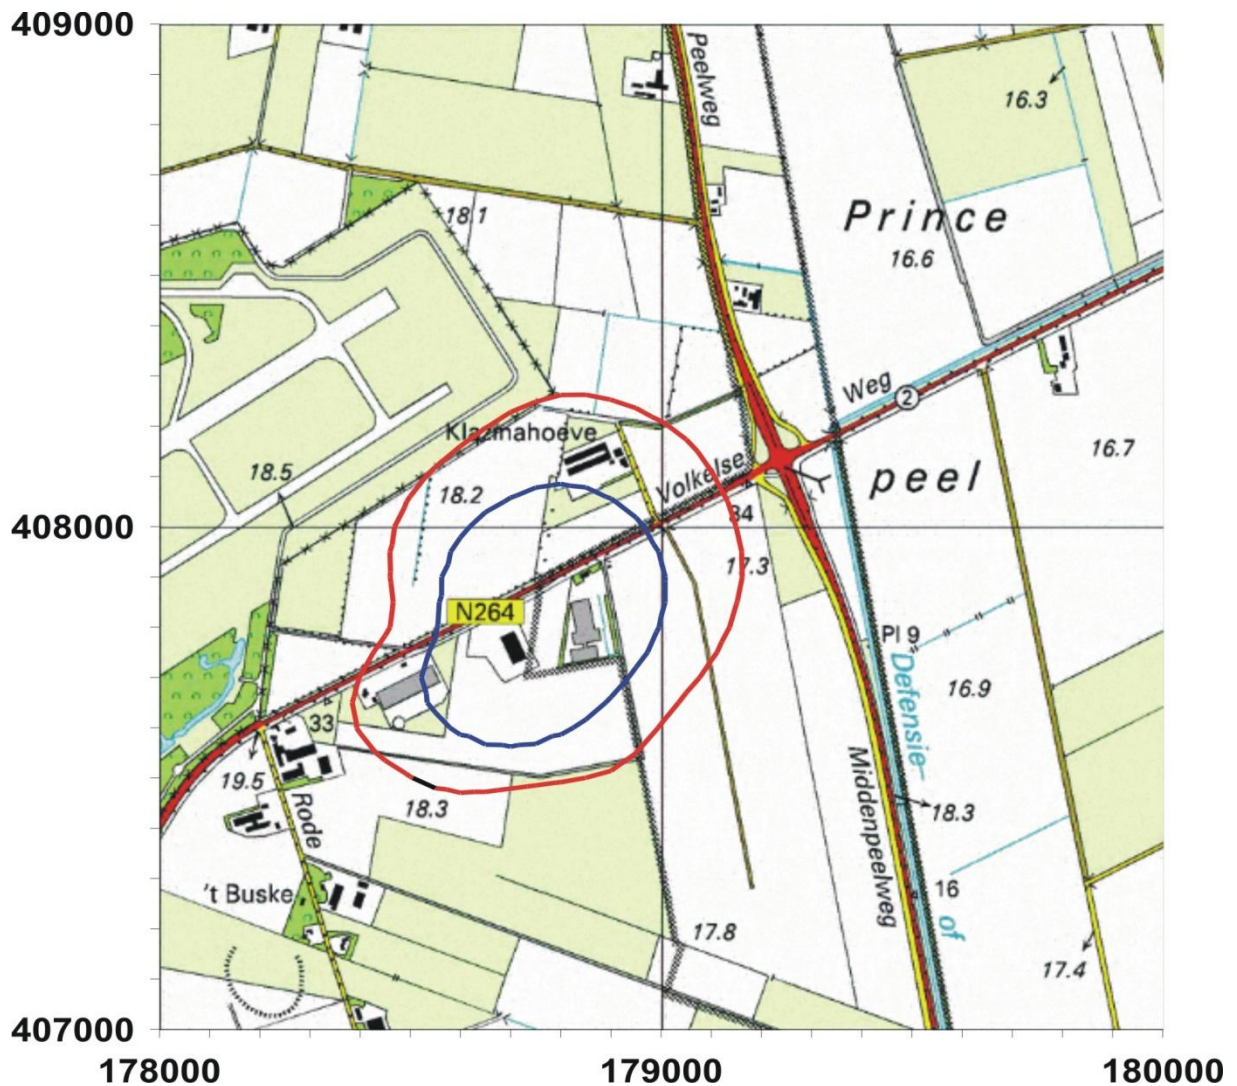 409000
Peelweg
16.3
18.1
Prince
16.6
Weg
2
Klazinahoeve
16.7
18.5
18.2
Volkelse
peel
408000
34
17.3
N264
Pl 9
Defensie-
16.9
33
19.5
Rode
18.3
Middenpeelweg
18.3
't Buske
16
of
17.8
17.4
407000
178000
179000
180000